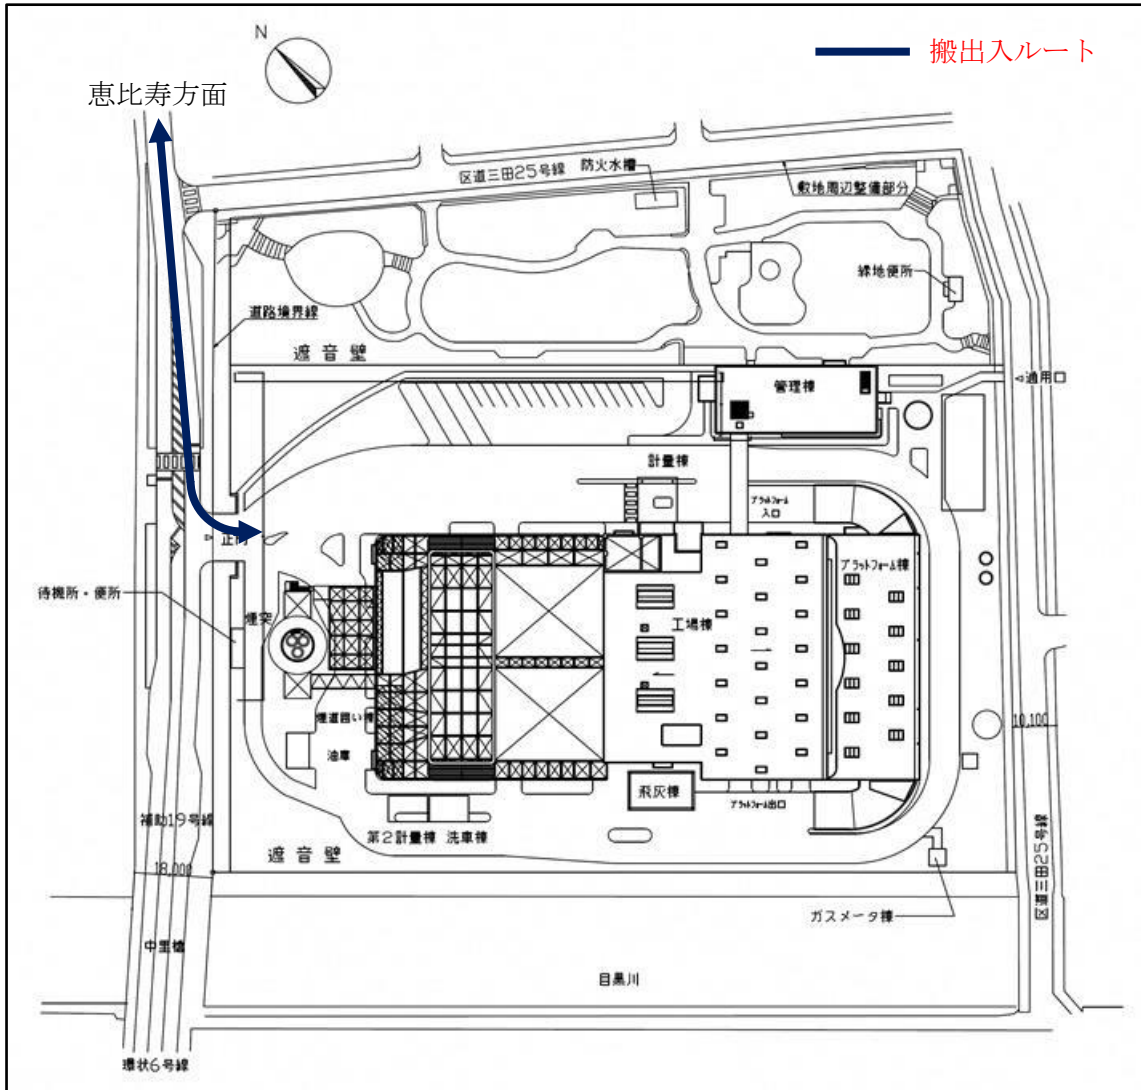 N
搬出入ルート
恵比寿方面
区道三田25号線
防火水槽
敷地周辺整備部分
緑地便所
道路境界線
遮音壁
管理棟
◁通用口
計量棟
プラットフォーム
入口
▷正門
プラットフォーム棟
待機所・便所
煙突
工場棟
煙道囲い棟
油庫
10,100
飛灰棟
プラットフォーム出口
補助19号線
第2計量棟
洗車棟
遮音壁
18,000
区道三田25号線
ガスメータ棟
中里橋
目黒川
環状6号線